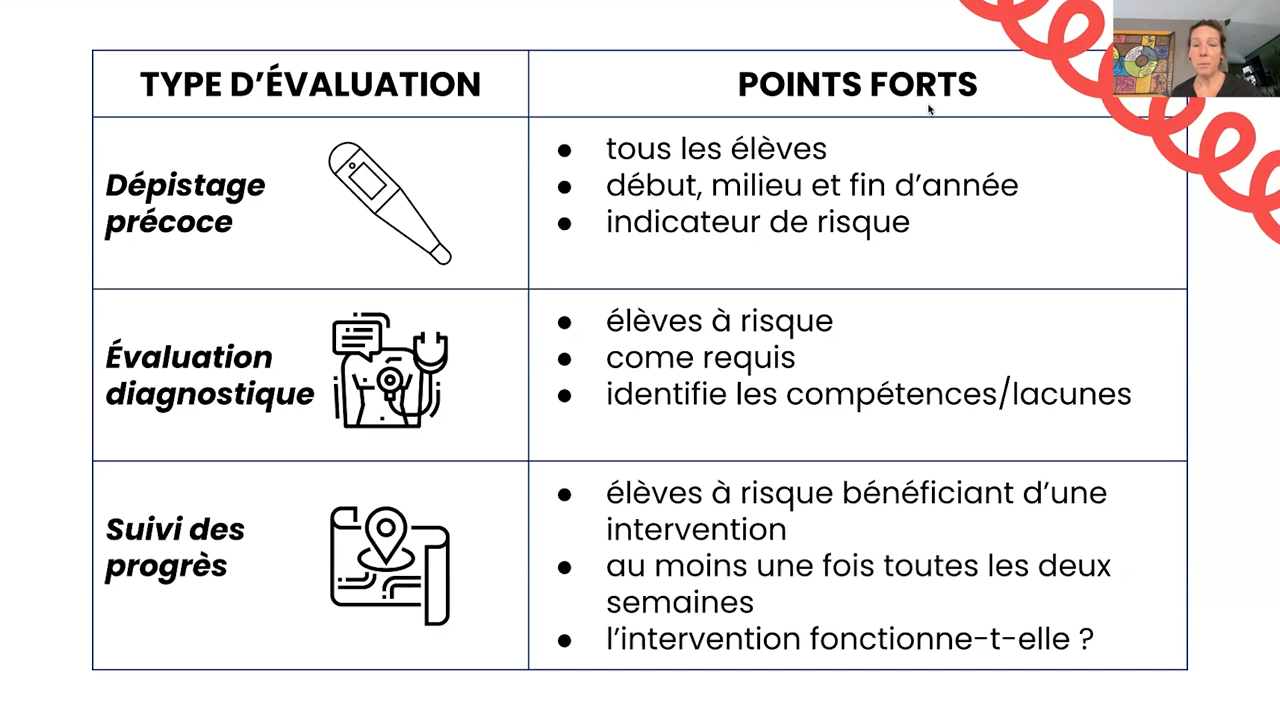 TYPE D’ÉVALUATION
POINTS FORTS
Dépistage
précoce
● tous les élèves
● début, milieu et fin d’année
● indicateur de risque
Évaluation
diagnostique
● élèves à risque
● come requis
● identifie les compétences/lacunes
Suivi des
progrès
● élèves à risque bénéficiant d’une
intervention
● au moins une fois toutes les deux
semaines
● l’intervention fonctionne-t-elle ?